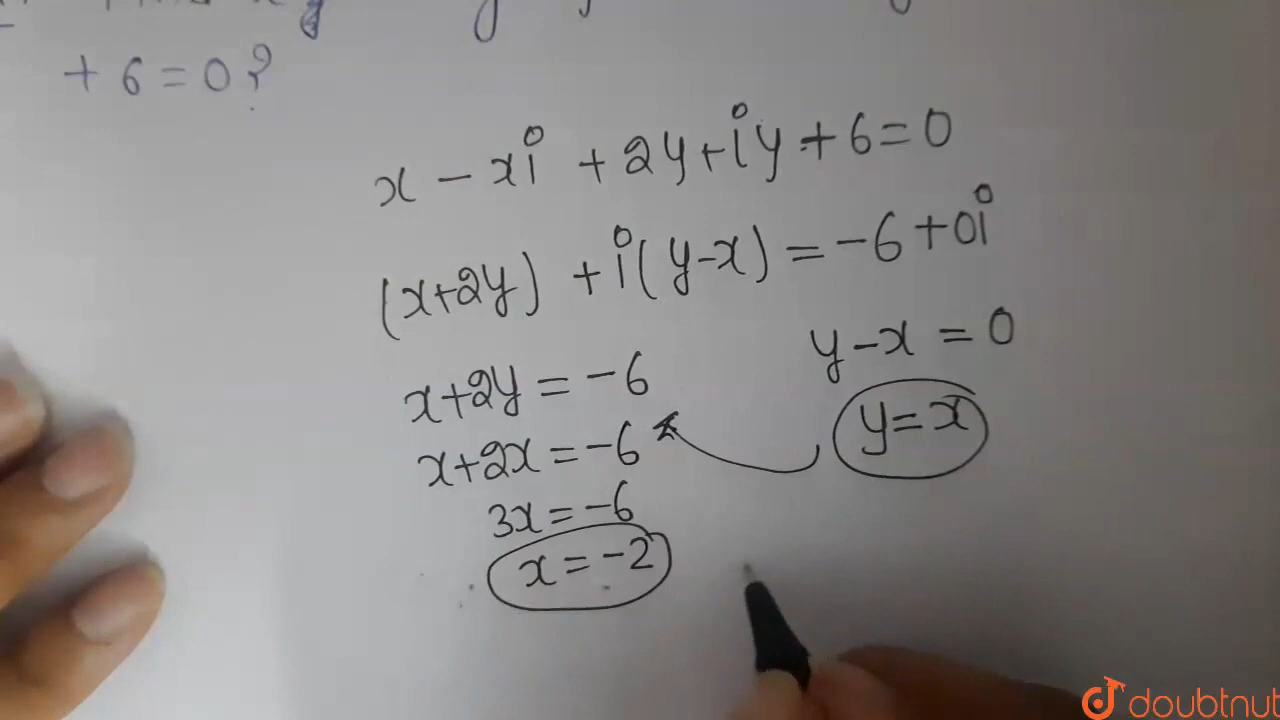 + 6 = 0 ?
x - xi + 2y + iy + 6 = 0
(x+2y) + i(y-x) = -6 + 0i
x+2y = -6
y-x = 0
x+2x = -6
y = x
3x = -6
x = -2
doubtnut